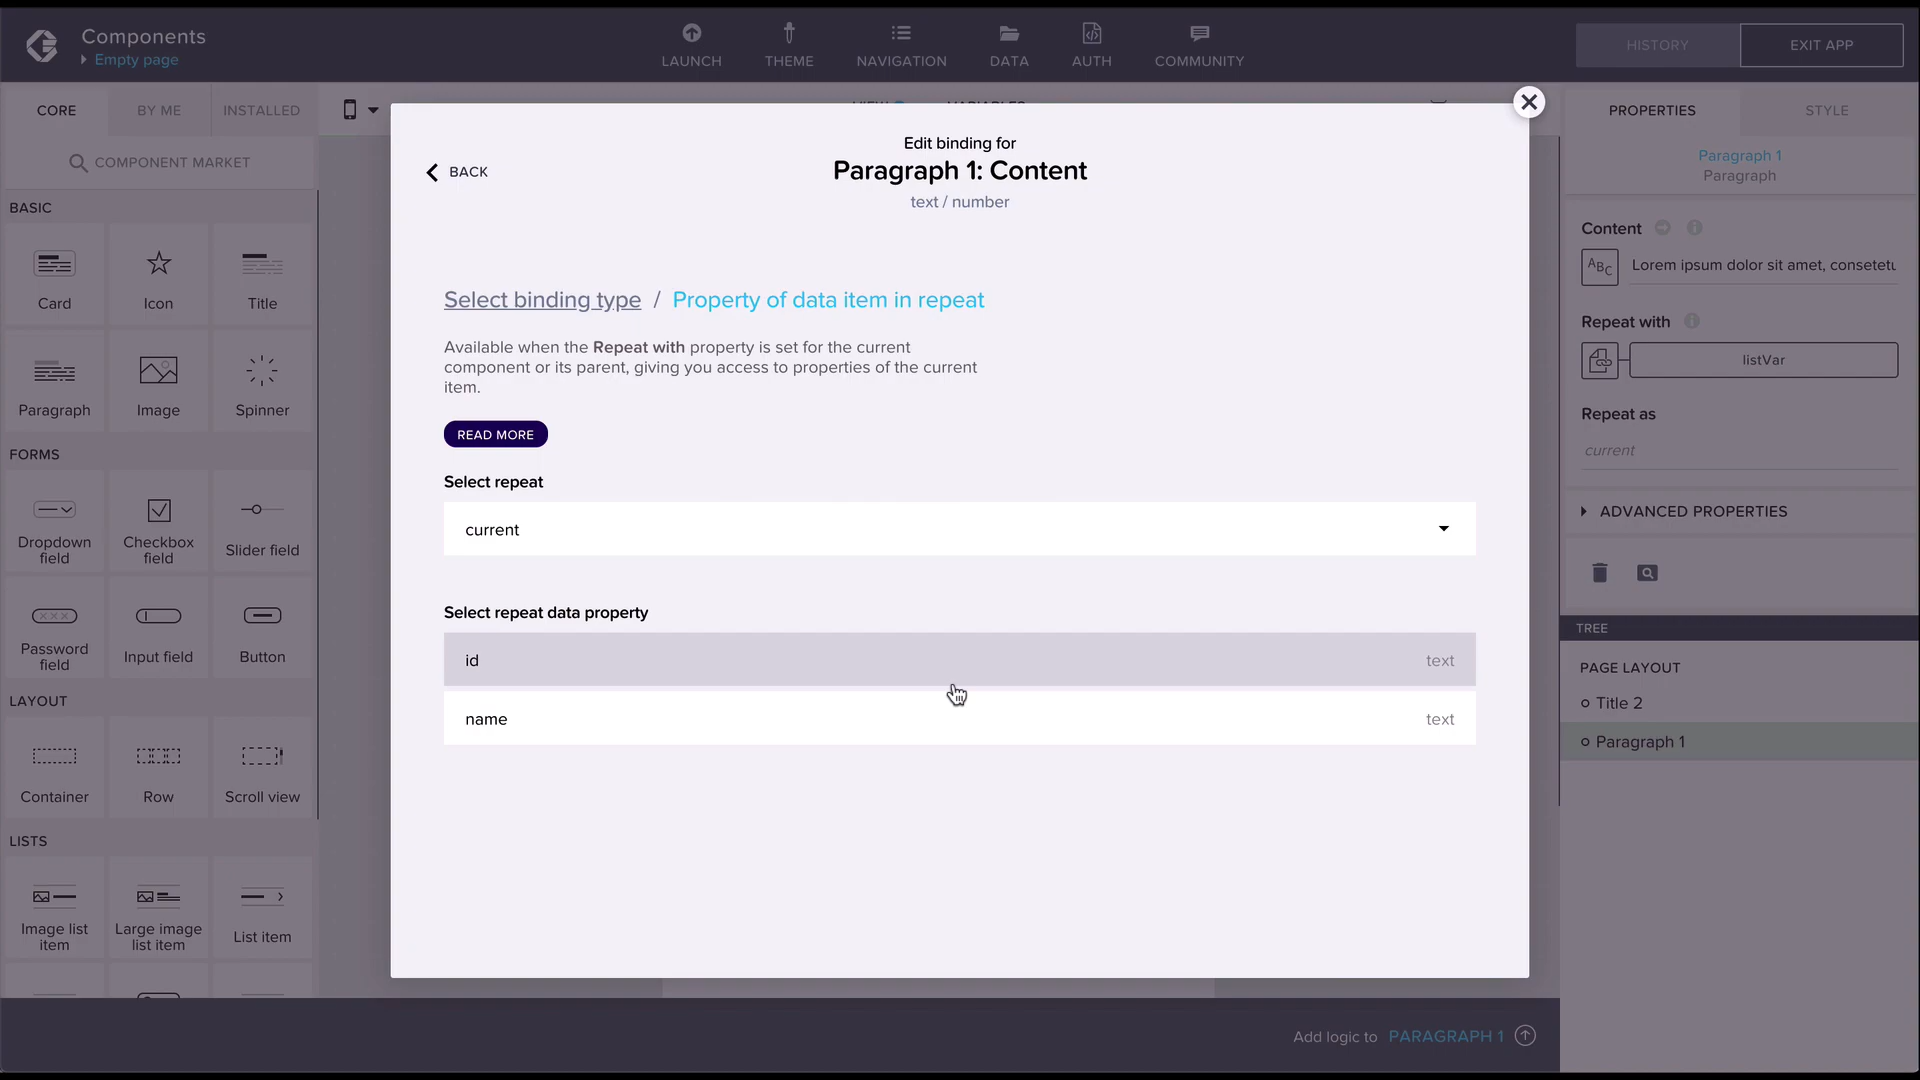 Components
Empty page
LAUNCH
THEME
NAVIGATION
DATA
AUTH
COMMUNITY
HISTORY
EXIT APP
CORE
BY ME
INSTALLED
COMPONENT MARKET
BASIC
Card
Icon
Title
Paragraph
Image
Spinner
FORMS
Dropdown
field
Checkbox
field
Slider field
Password
field
Input field
Button
LAYOUT
Container
Row
Scroll view
LISTS
Image list
item
Large image
list item
List item
Edit binding for
BACK
Paragraph 1: Content
text / number
Select binding type / Property of data item in repeat
Available when the Repeat with property is set for the current
component or its parent, giving you access to properties of the current
item.
READ MORE
Select repeat
current
Select repeat data property
id text
name text
Add logic to PARAGRAPH 1
PROPERTIES
STYLE
Paragraph 1
Paragraph
Content
ABC
Lorem ipsum dolor sit amet, consetetu
Repeat with
listVar
Repeat as
current
ADVANCED PROPERTIES
TREE
PAGE LAYOUT
Title 2
Paragraph 1